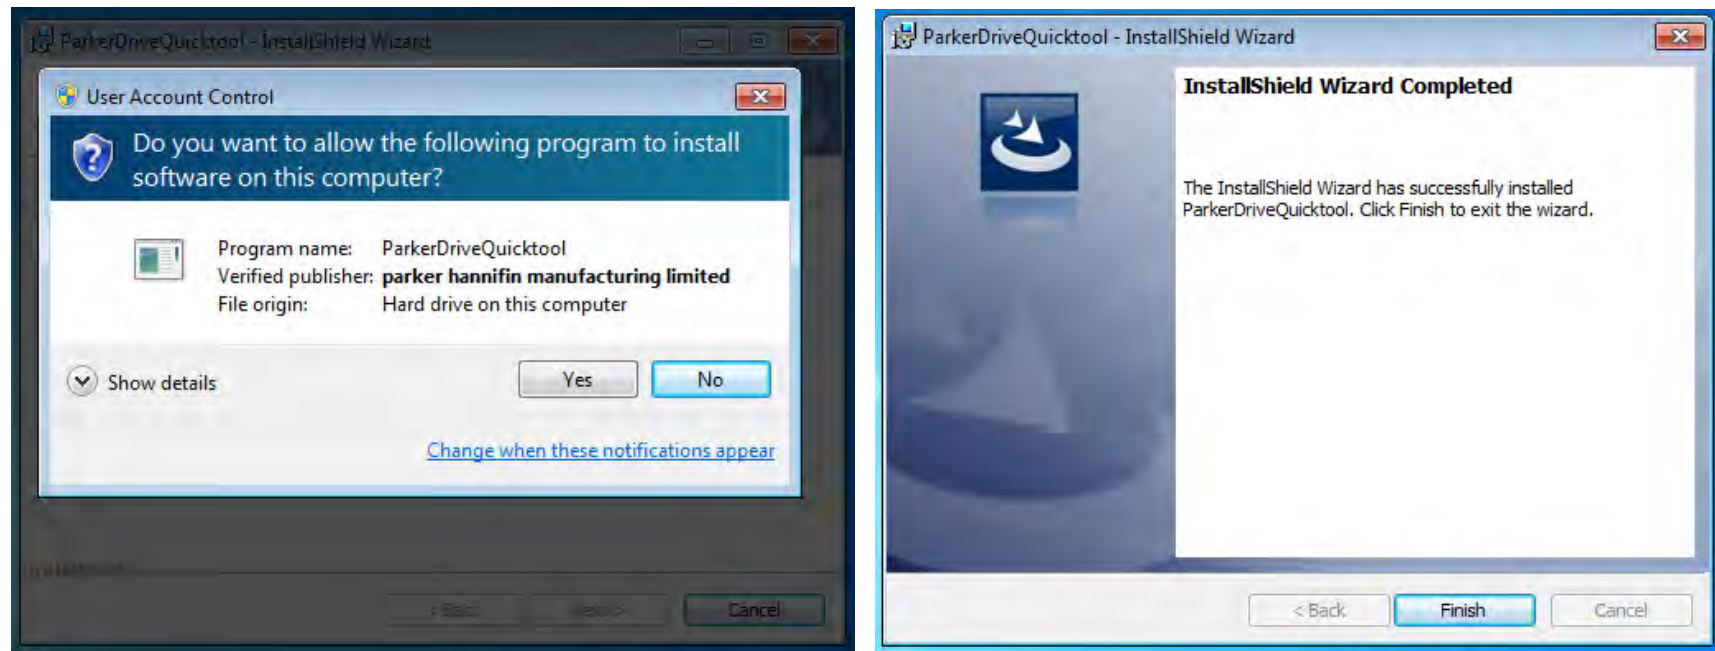 ParkerDriveQuicktool - InstallShield Wizard
User Account Control
Do you want to allow the following program to install
software on this computer?
Program name: ParkerDriveQuicktool
Verified publisher: parker hannifin manufacturing limited
File origin: Hard drive on this computer
Show details
Yes
No
Change when these notifications appear
< Back
Next >
Cancel
ParkerDriveQuicktool - InstallShield Wizard
InstallShield Wizard Completed
The InstallShield Wizard has successfully installed
ParkerDriveQuicktool. Click Finish to exit the wizard.
< Back
Finish
Cancel